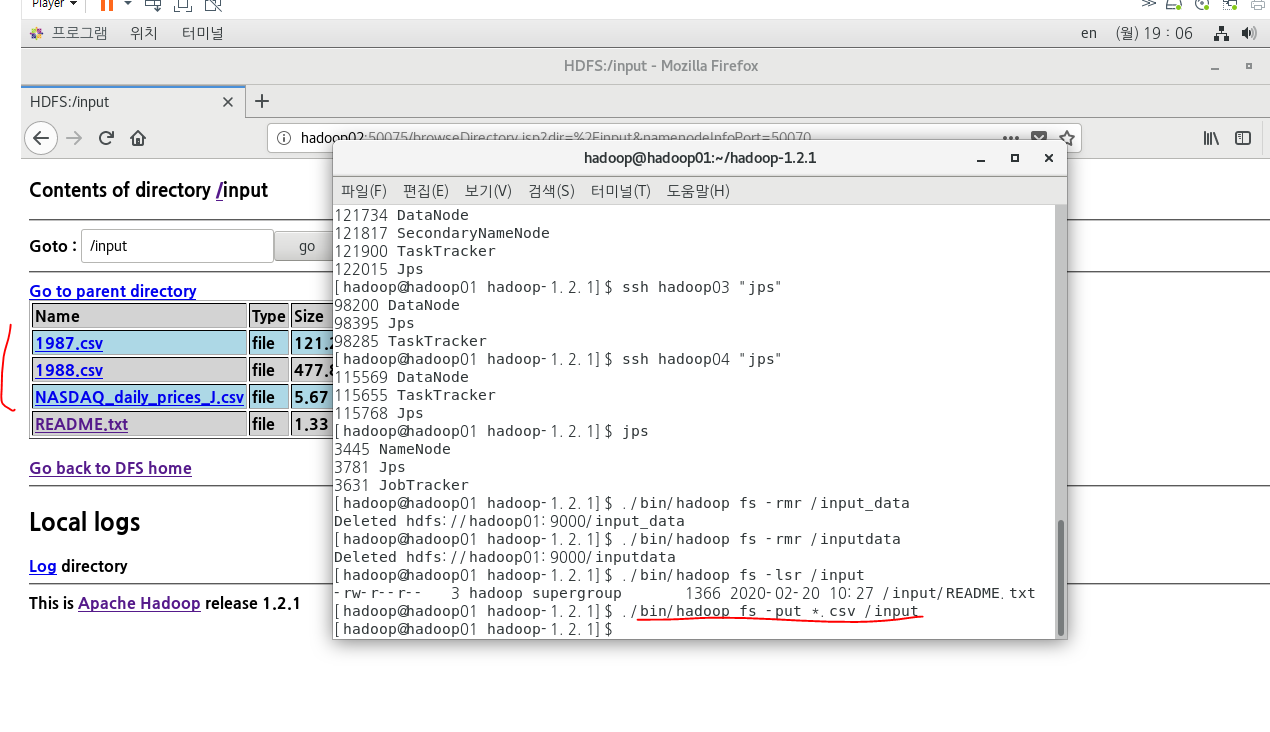 Player
프로그램 위치 터미널 en (월) 19 : 06
HDFS:/input - Mozilla Firefox
HDFS:/input
hadoop02:50075/browseDirectory.jsp?dir=%2Finput&namenodeInfoPort=50070
Contents of directory /input
Goto : /input go
Go to parent directory
Name Type Size
1987.csv file 121.2
1988.csv file 477.8
NASDAQ_daily_prices_J.csv file 5.67
README.txt file 1.33
Go back to DFS home
Local logs
Log directory
This is Apache Hadoop release 1.2.1
hadoop@hadoop01:~/hadoop-1.2.1
파일(F) 편집(E) 보기(V) 검색(S) 터미널(T) 도움말(H)
121734 DataNode
121817 SecondaryNameNode
121900 TaskTracker
122015 Jps
[hadoop@hadoop01 hadoop-1.2.1]$ ssh hadoop03 "jps"
98200 DataNode
98395 Jps
98285 TaskTracker
[hadoop@hadoop01 hadoop-1.2.1]$ ssh hadoop04 "jps"
115569 DataNode
115655 TaskTracker
115768 Jps
[hadoop@hadoop01 hadoop-1.2.1]$ jps
3445 NameNode
3781 Jps
3631 JobTracker
[hadoop@hadoop01 hadoop-1.2.1]$ ./bin/hadoop fs -rmr /input_data
Deleted hdfs://hadoop01:9000/input_data
[hadoop@hadoop01 hadoop-1.2.1]$ ./bin/hadoop fs -rmr /inputdata
Deleted hdfs://hadoop01:9000/inputdata
[hadoop@hadoop01 hadoop-1.2.1]$ ./bin/hadoop fs -lsr /input
-rw-r--r-- 3 hadoop supergroup 1366 2020-02-20 10:27 /input/README.txt
[hadoop@hadoop01 hadoop-1.2.1]$ ./bin/hadoop fs -put *.csv /input
[hadoop@hadoop01 hadoop-1.2.1]$